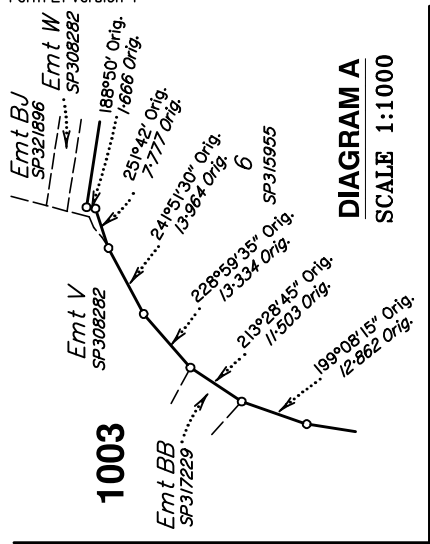 Form 21 Version 4
Emt BJ
SP321896
Emt W
SP308282
188°50' Orig.
1·666 Orig.
251°42' Orig.
7·777 Orig.
241°51'30" Orig.
13·964 Orig.
6
SP315955
Emt V
SP308282
228°59'35" Orig.
13·334 Orig.
213°28'45" Orig.
11·503 Orig.
199°08'15" Orig.
12·862 Orig.
1003
Emt BB
SP317229
DIAGRAM A
SCALE 1:1000